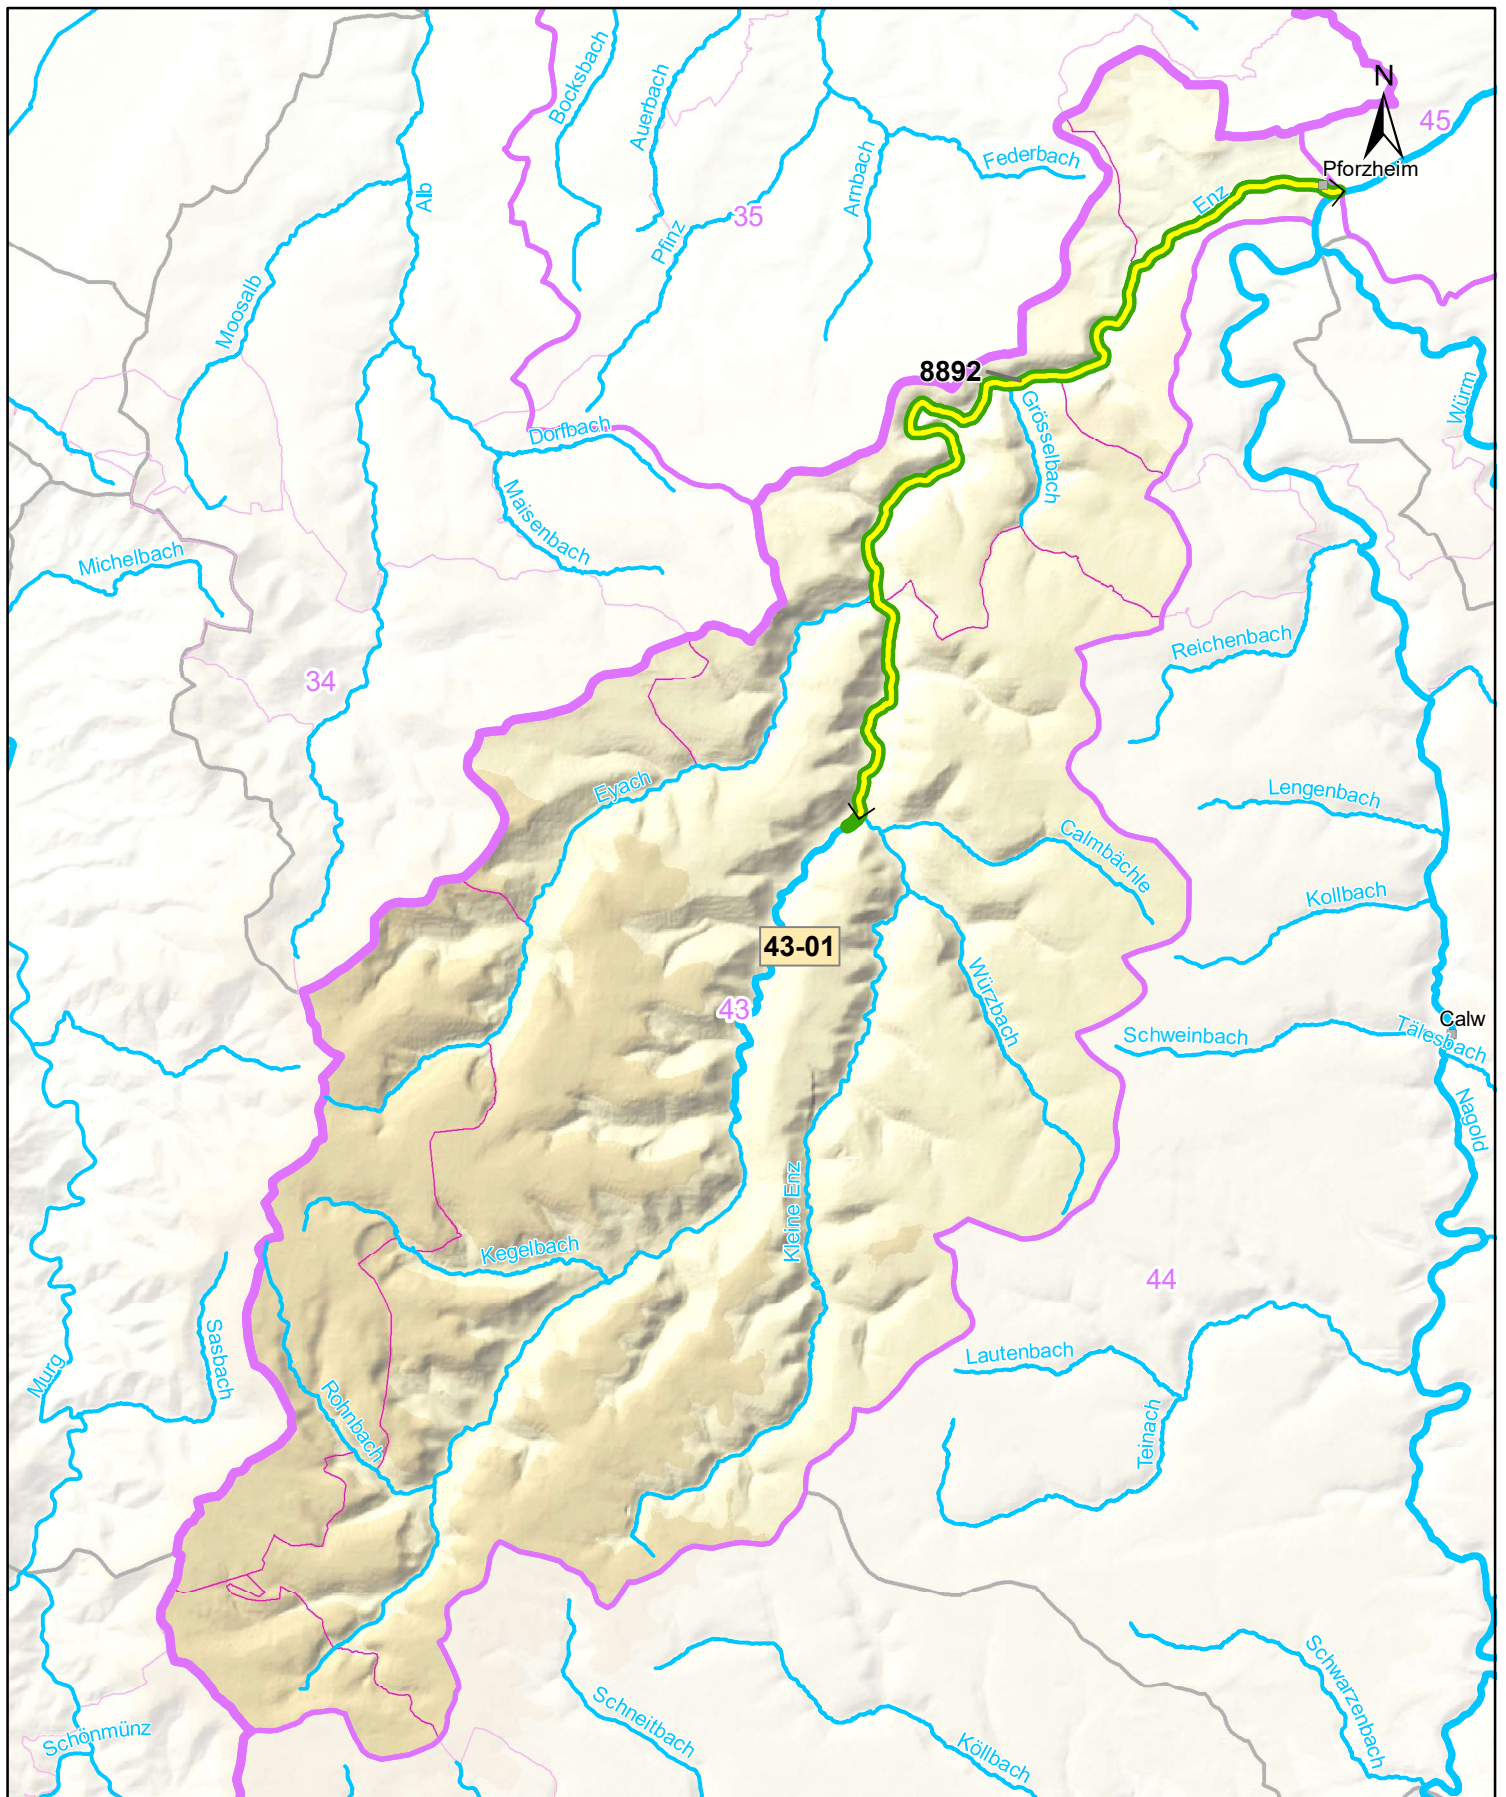 Bocksbach
Auerbach
N
45
Federbach
Pforzheim
Arnbach
Alb
Enz
35
Pfinz
Moosalb
8892
Würm
Grösselbach
Dorfbach
Maisenbach
Michelbach
Reichenbach
34
Eyach
Lengenbach
Calmbächle
Kollbach
43-01
Würzbach
43
Calw
Schweinbach
Tälesbach
Nagold
Kleine Enz
Kegelbach
44
Sasbach
Lautenbach
Murg
Rohnbach
Teinach
Schwarzenbach
Schneitbach
Schönmünz
Köllbach